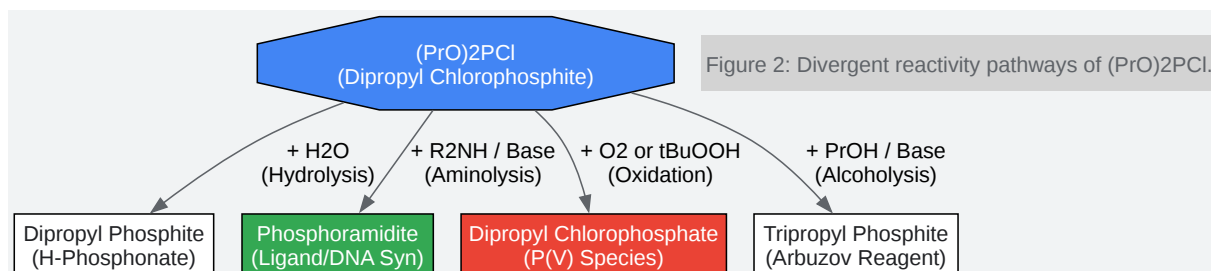 (PrO)2PCl
(Dipropyl Chlorophosphite)
Figure 2: Divergent reactivity pathways of (PrO)2PCl.
+ H2O
(Hydrolysis)
+ R2NH / Base
(Aminolysis)
+ O2 or tBuOOH
(Oxidation)
+ PrOH / Base
(Alcoholysis)
Dipropyl Phosphite
(H-Phosphonate)
Phosphoramidite
(Ligand/DNA Syn)
Dipropyl Chlorophosphate
(P(V) Species)
Tripropyl Phosphite
(Arbuzov Reagent)